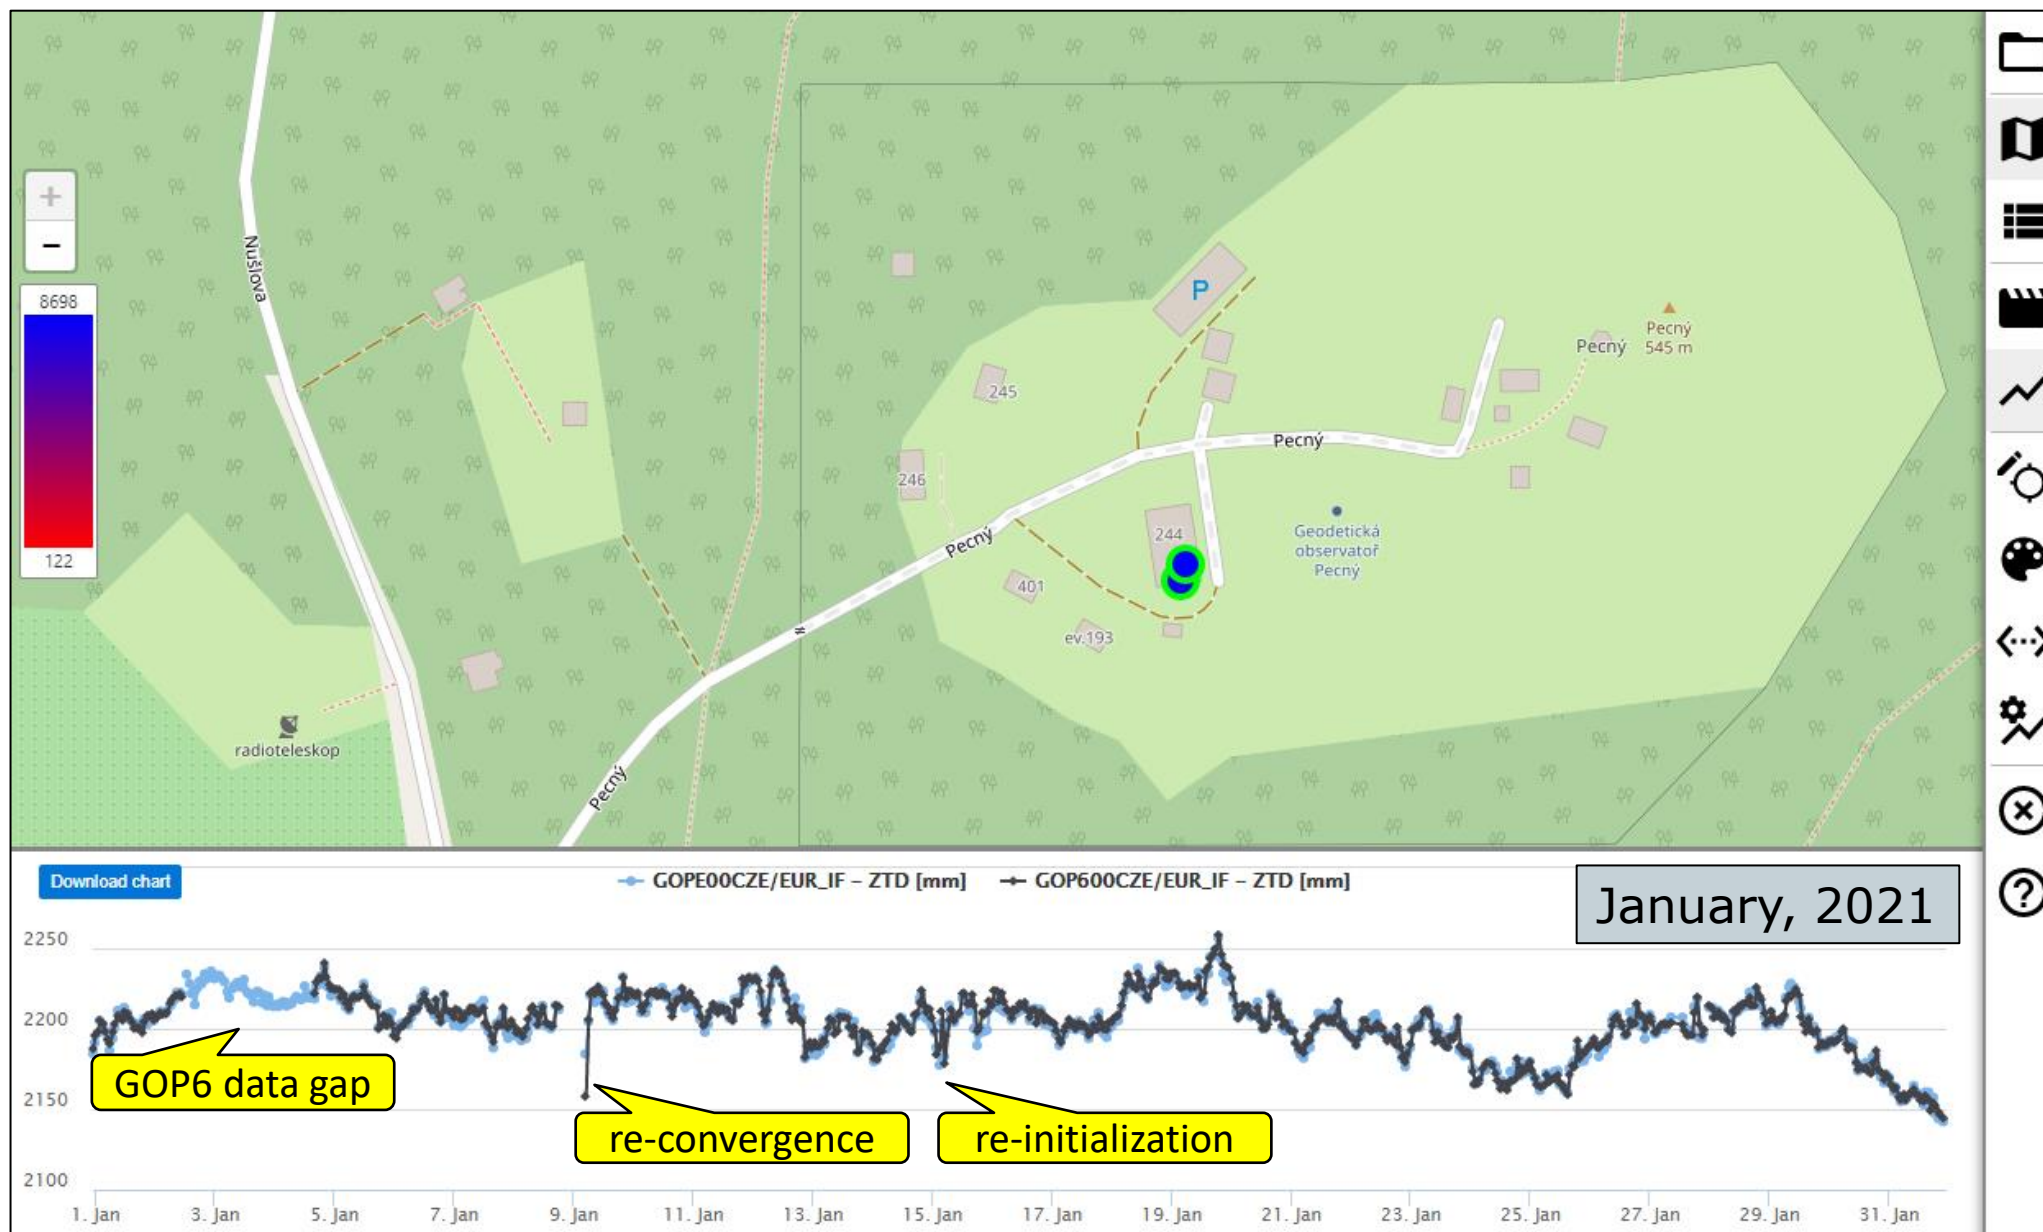 +
−
8698
122
Nušlova
P
Pecný
545 m
Pecný
245
Pecný
246
Pecný
244
Geodetická
observatoř
Pecný
401
ev.193
radioteleskop
Pecný
Download chart
GOPE00CZE/EUR_IF – ZTD [mm]
GOP600CZE/EUR_IF – ZTD [mm]
January, 2021
2250
2200
2150
2100
GOP6 data gap
re-convergence
re-initialization
1. Jan
3. Jan
5. Jan
7. Jan
9. Jan
11. Jan
13. Jan
15. Jan
17. Jan
19. Jan
21. Jan
23. Jan
25. Jan
27. Jan
29. Jan
31. Jan